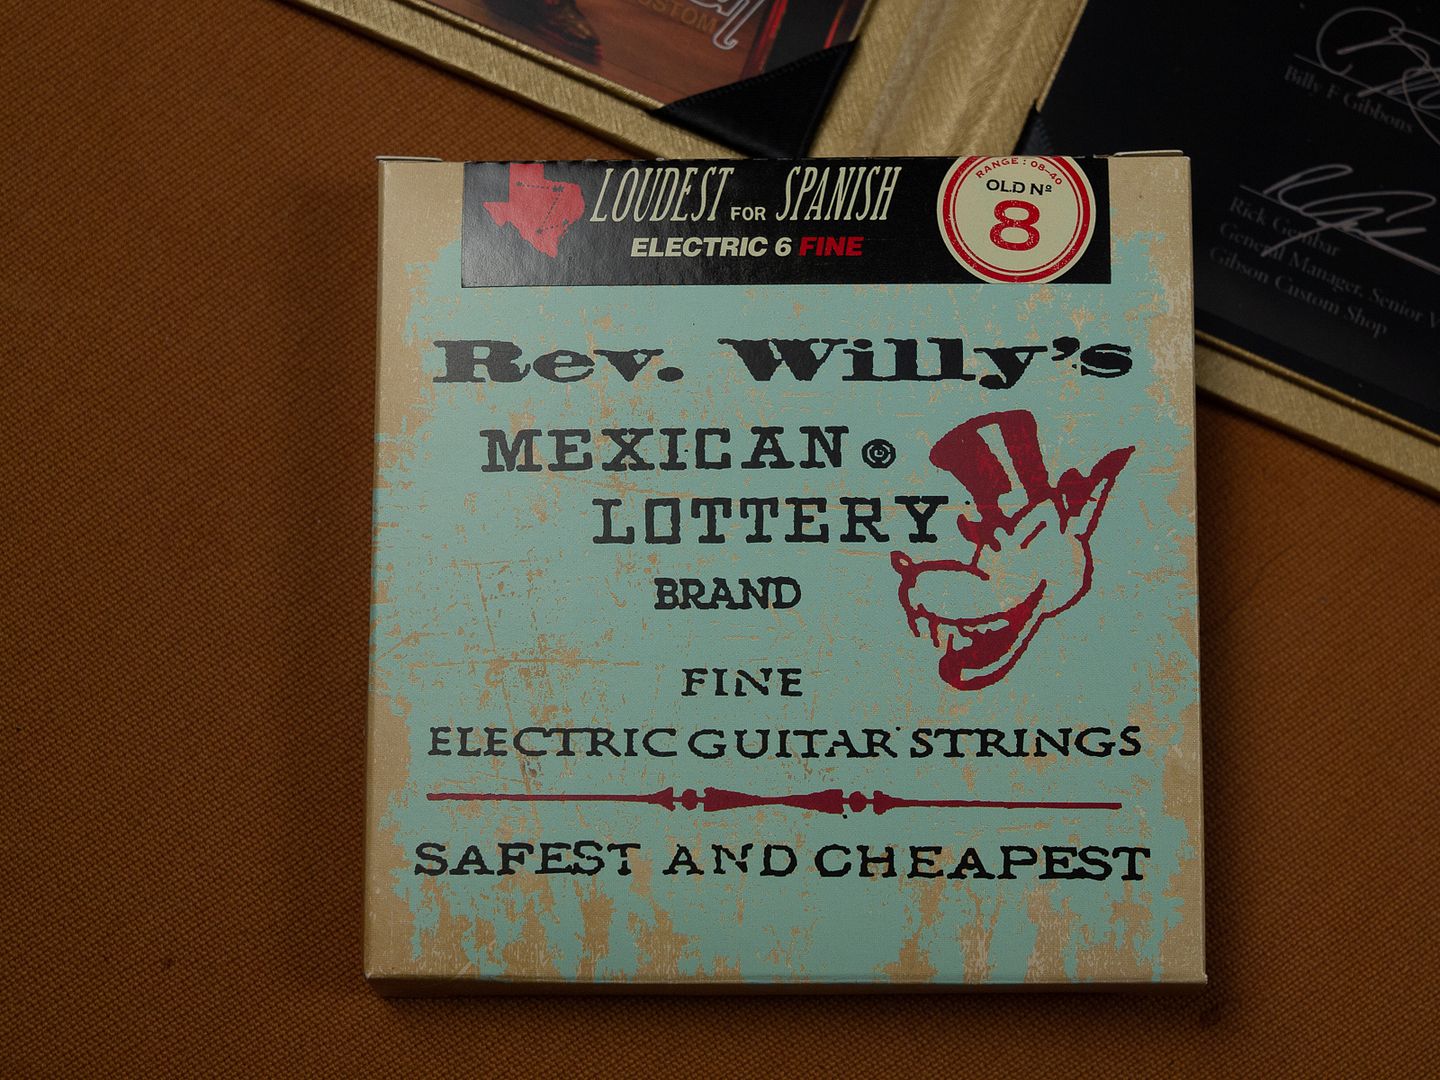 CUSTOM
Billy F Gibbons
Rick Gembar
General Manager, Senior V
Gibson Custom Shop
LOUDEST FOR SPANISH
ELECTRIC 6 FINE
RANGE : 08-40
OLD Nº
8
Rev. Willy's
MEXICAN
LOTTERY
BRAND
FINE
ELECTRIC GUITAR STRINGS
SAFEST AND CHEAPEST